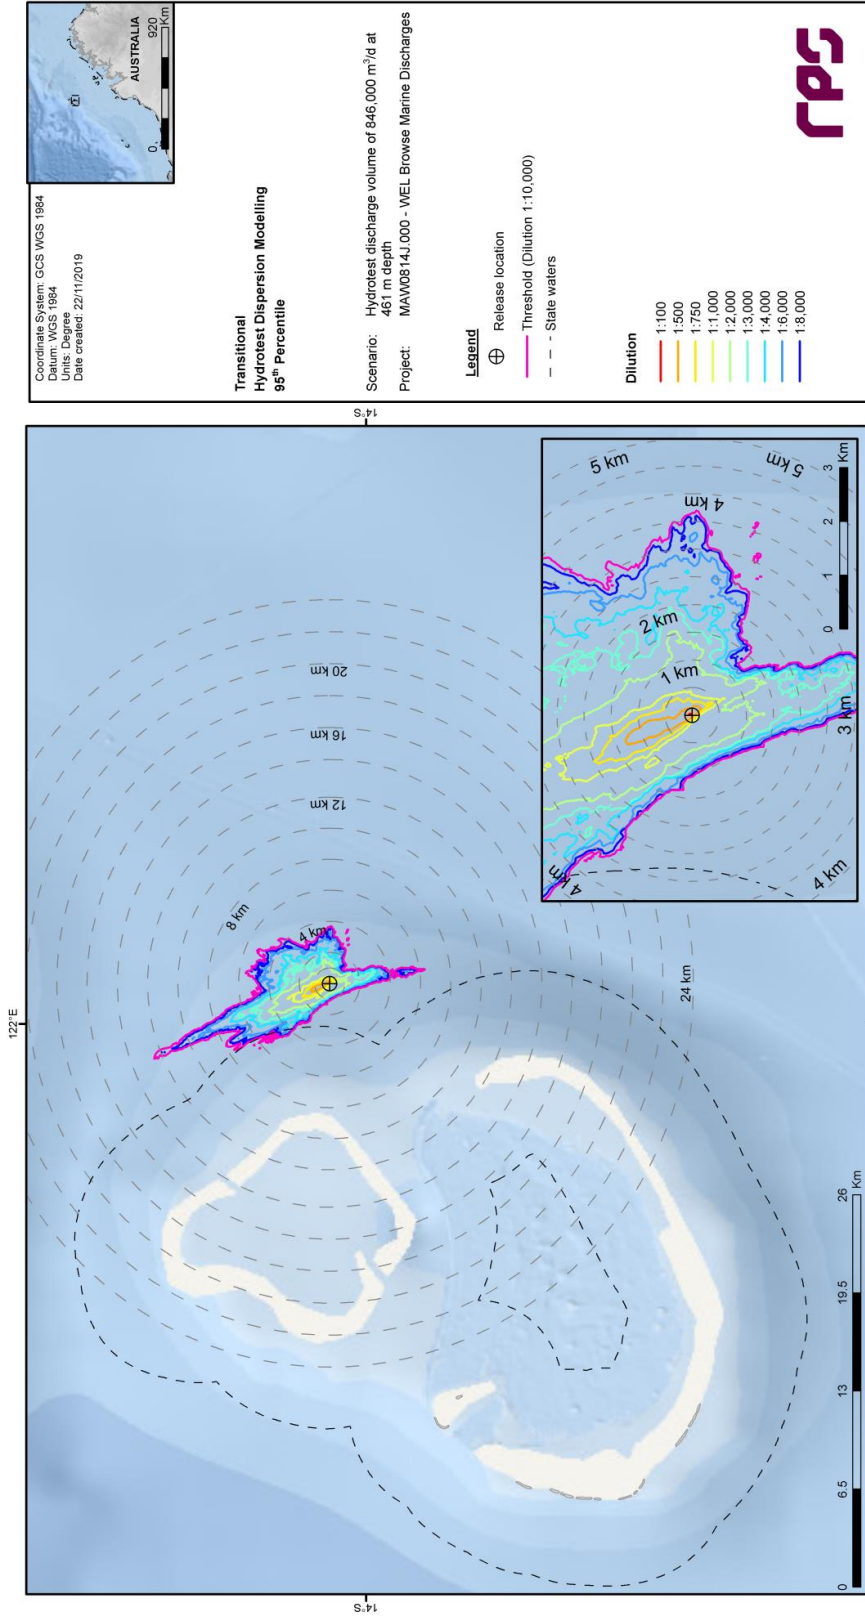 Coordinate System: GCS WGS 1984
Datum: WGS 1984
Units: Degree
Date created: 22/11/2019
AUSTRALIA
0
920
Km
Transitional
Hydrotest Dispersion Modelling
95th Percentile
Scenario: Hydrotest discharge volume of 846,000 m³/d at
461 m depth
Project: MAW0814J.000 - WEL Browse Marine Discharges
Legend
Release location
Threshold (Dilution 1:10,000)
State waters
Dilution
1:100
1:500
1:750
1:1,000
1:2,000
1:3,000
1:4,000
1:6,000
1:8,000
rps
122°E
14°S
14°S
4 km
8 km
12 km
16 km
20 km
24 km
0 6.5 13 19.5 26
Km
1 km
2 km
3 km
4 km
4 km
4 km
5 km
5 km
0 1 2 3
Km